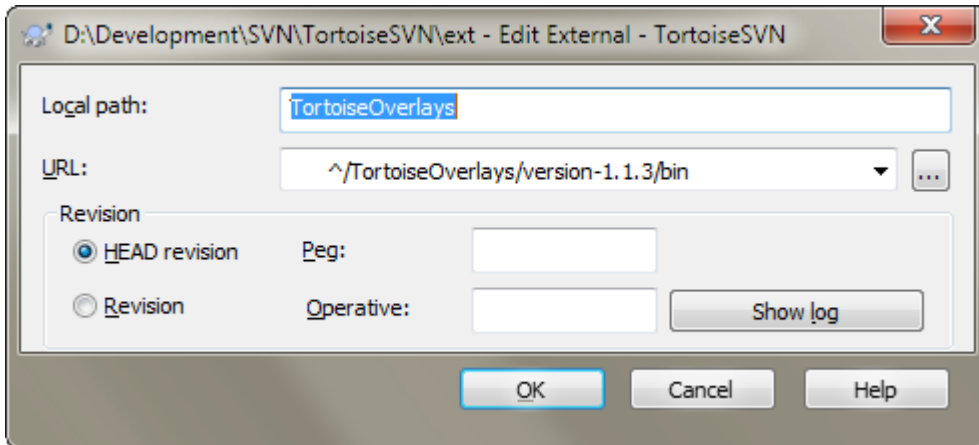 D:\Development\SVN\TortoiseSVN\ext - Edit External - TortoiseSVN
Local path: TortoiseOverlays
URL: ^/TortoiseOverlays/version-1.1.3/bin ...
Revision
HEAD revision Peg:
Revision Operative: Show log
OK Cancel Help